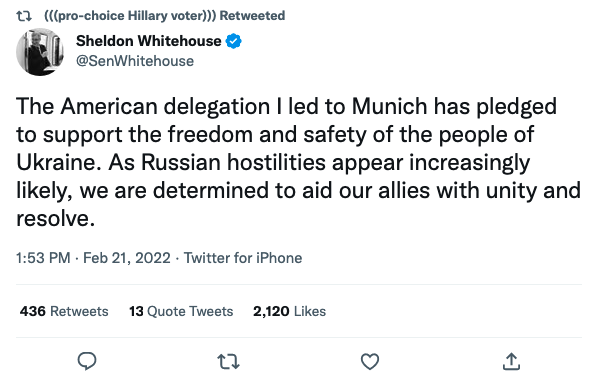 (((pro-choice Hillary voter))) Retweeted
Sheldon Whitehouse
@SenWhitehouse
The American delegation I led to Munich has pledged
to support the freedom and safety of the people of
Ukraine. As Russian hostilities appear increasingly
likely, we are determined to aid our allies with unity and
resolve.
1:53 PM · Feb 21, 2022 · Twitter for iPhone
436 Retweets 13 Quote Tweets 2,120 Likes